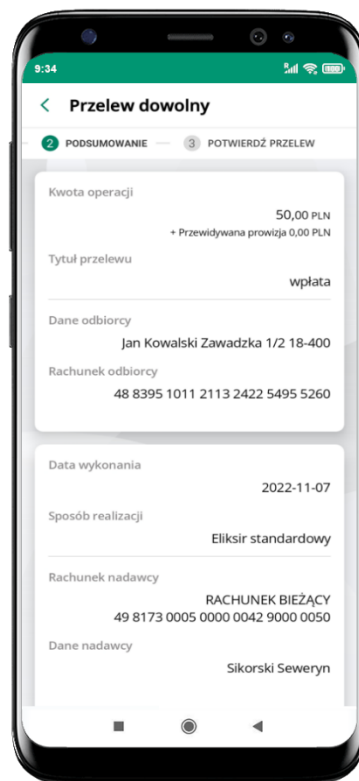 9:34
Przelew dowolny
2 PODSUMOWANIE 3 POTWIERDŹ PRZELEW
Kwota operacji
50,00 PLN
+ Przewidywana prowizja 0,00 PLN
Tytuł przelewu
wpłata
Dane odbiorcy
Jan Kowalski Zawadzka 1/2 18-400
Rachunek odbiorcy
48 8395 1011 2113 2422 5495 5260
Data wykonania
2022-11-07
Sposób realizacji
Eliksir standardowy
Rachunek nadawcy
RACHUNEK BIEŻĄCY
49 8173 0005 0000 0042 9000 0050
Dane nadawcy
Sikorski Seweryn